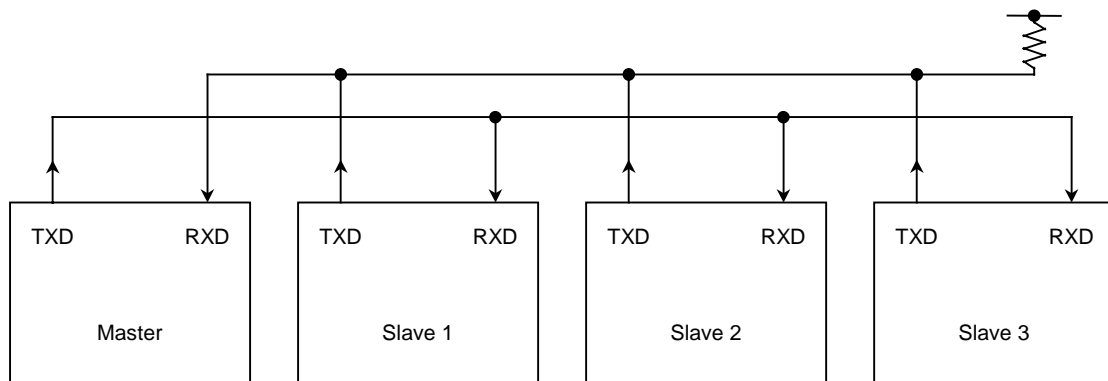 TXD RXD TXD RXD TXD RXD TXD RXD
Master Slave 1 Slave 2 Slave 3